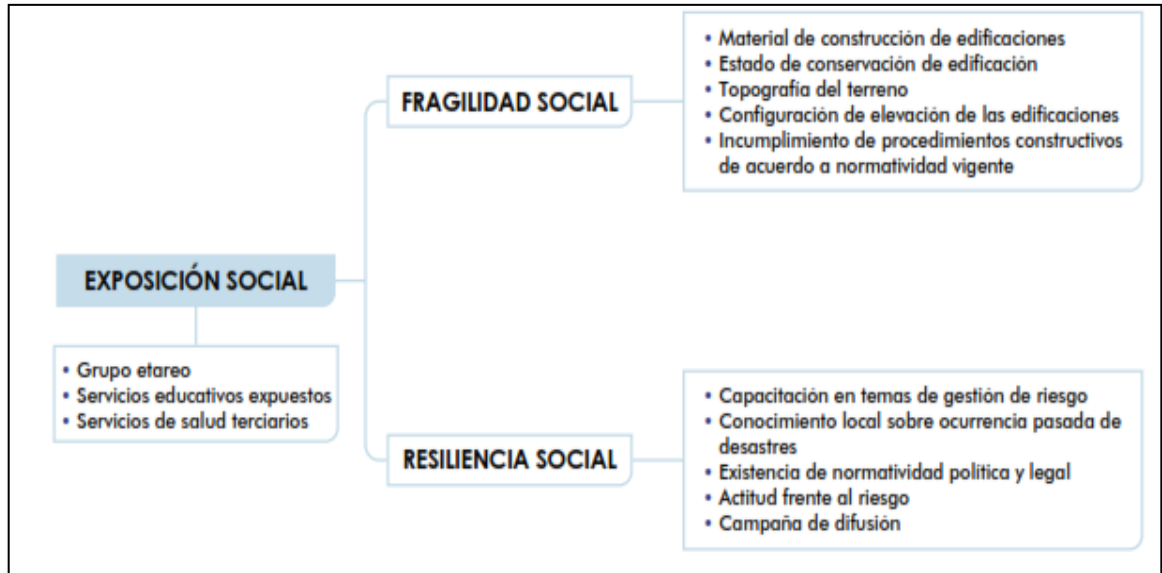 EXPOSICIÓN SOCIAL
• Grupo etareo
• Servicios educativos expuestos
• Servicios de salud terciarios
FRAGILIDAD SOCIAL
• Material de construcción de edificaciones
• Estado de conservación de edificación
• Topografía del terreno
• Configuración de elevación de las edificaciones
• Incumplimiento de procedimientos constructivos
de acuerdo a normatividad vigente
RESILIENCIA SOCIAL
• Capacitación en temas de gestión de riesgo
• Conocimiento local sobre ocurrencia pasada de
desastres
• Existencia de normatividad política y legal
• Actitud frente al riesgo
• Campaña de difusión